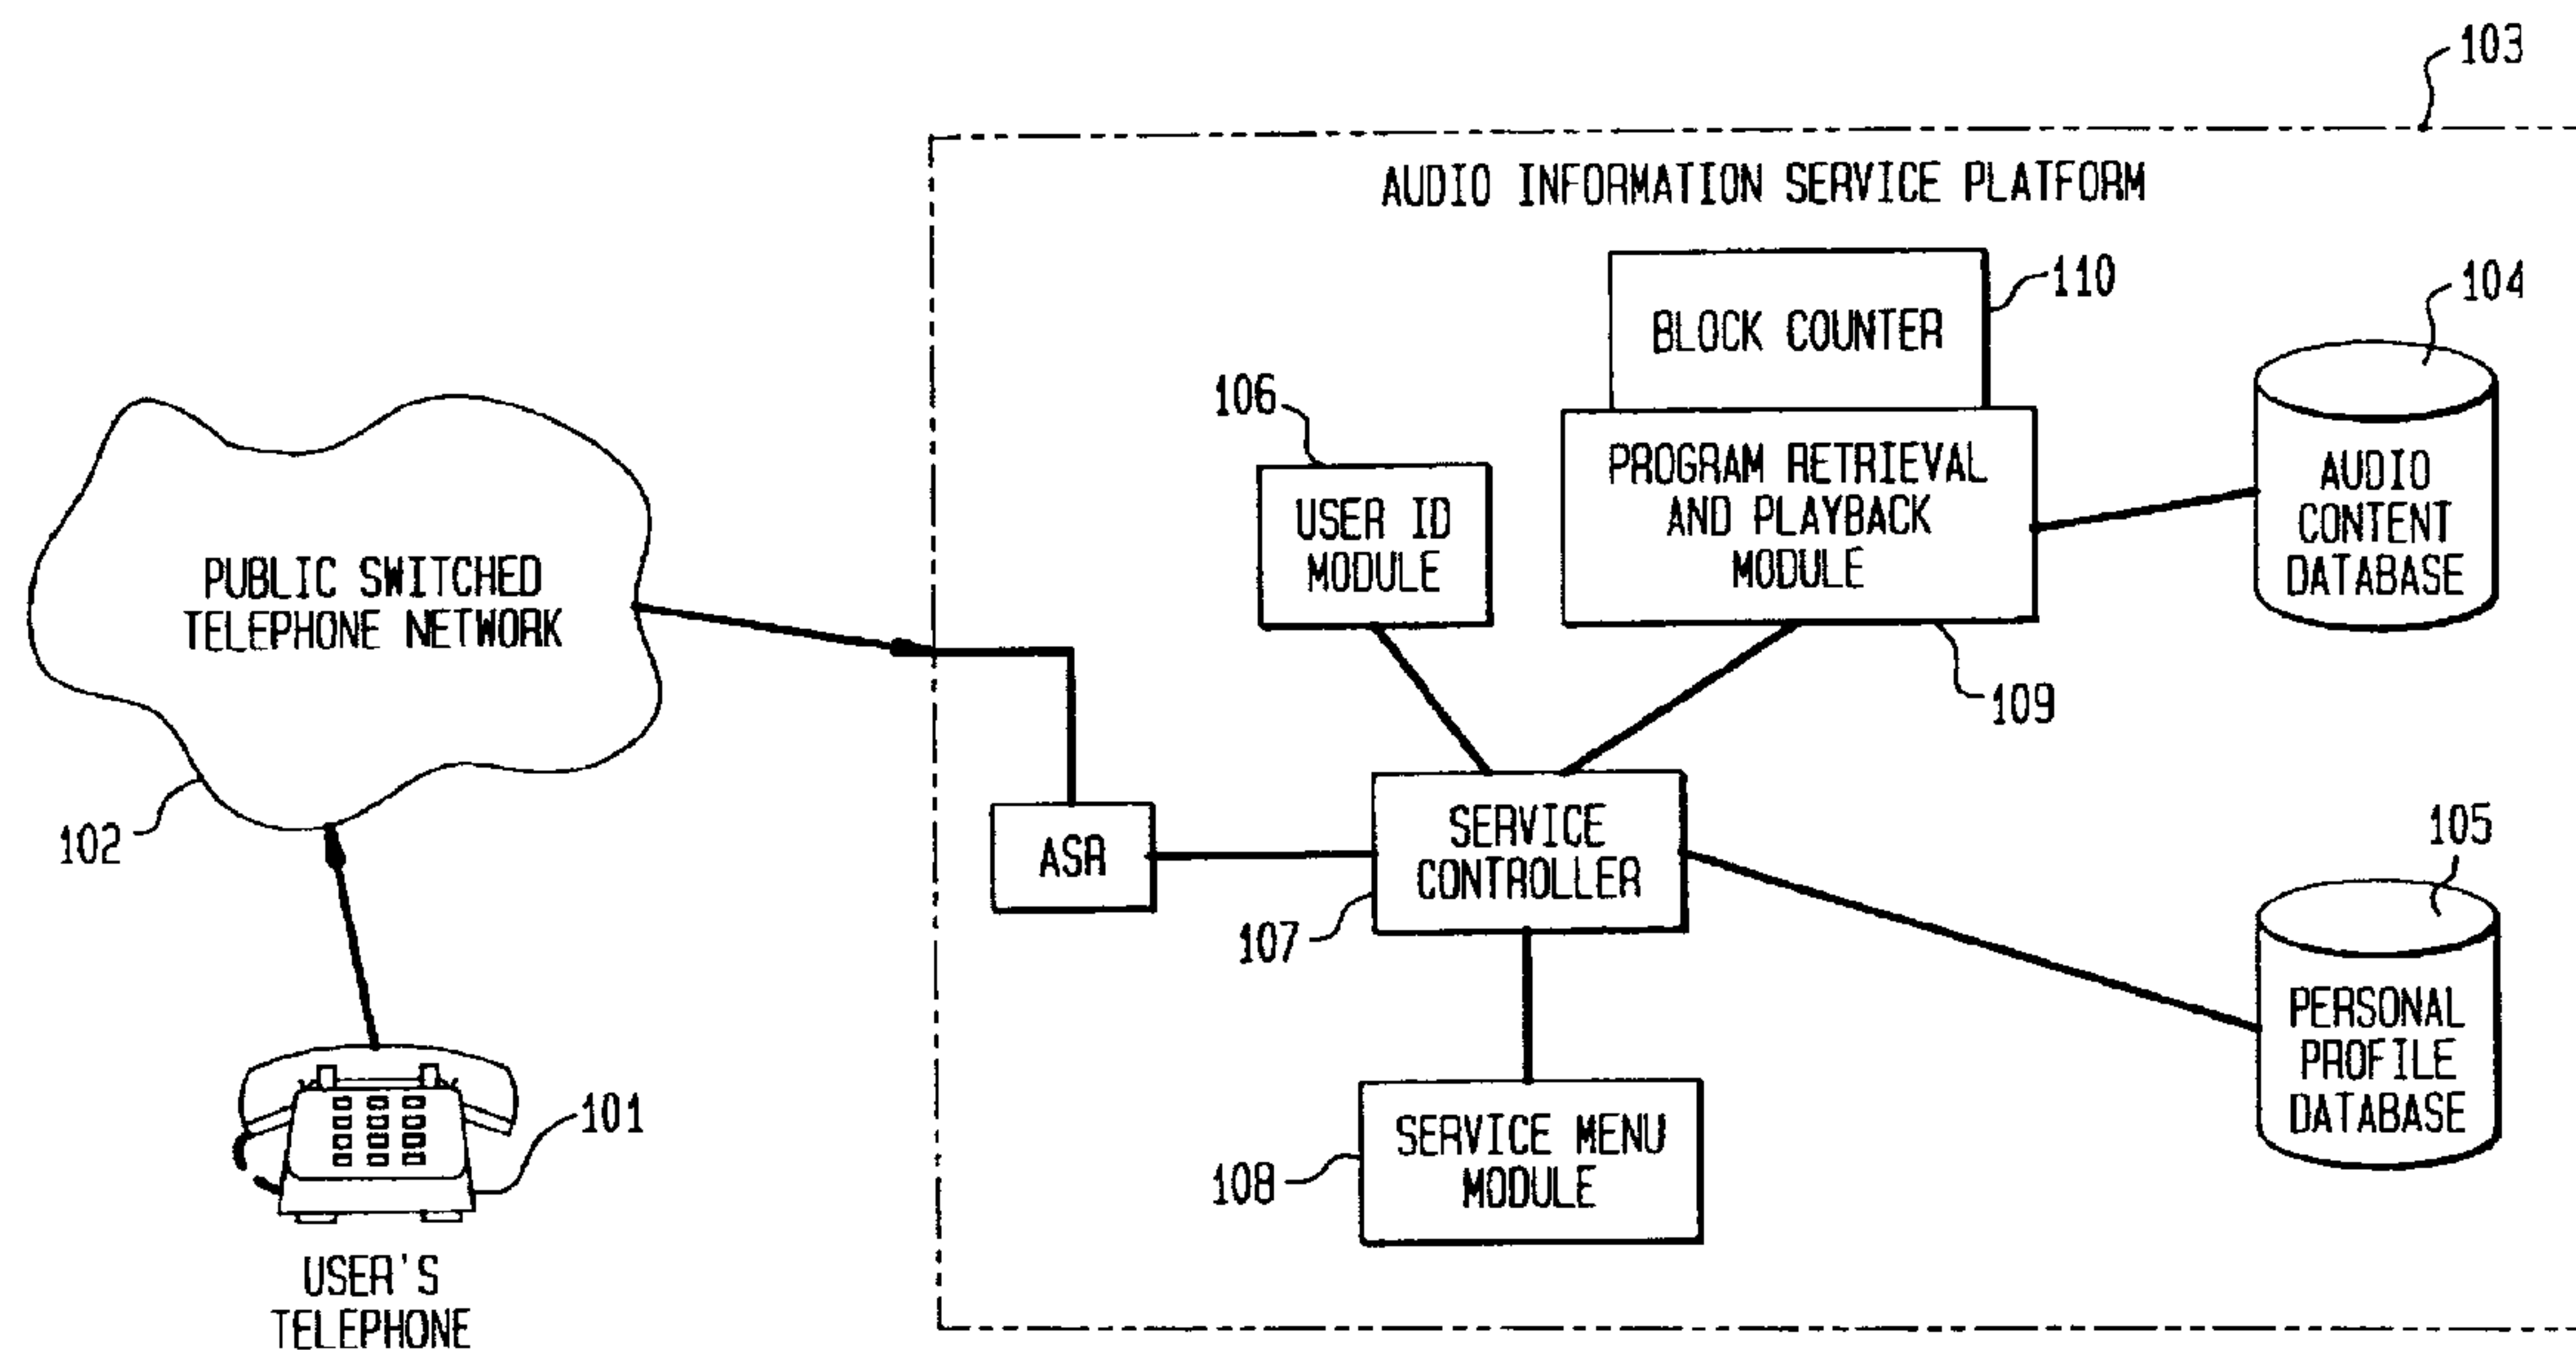 103
AUDIO INFORMATION SERVICE PLATFORM
110
BLOCK COUNTER
104
106
USER ID
MODULE
PROGRAM RETRIEVAL
AND PLAYBACK
MODULE
109
AUDIO
CONTENT
DATABASE
PUBLIC SWITCHED
TELEPHONE NETWORK
102
ASR
SERVICE
CONTROLLER
107
105
PERSONAL
PROFILE
DATABASE
SERVICE MENU
MODULE
108
101
USER'S
TELEPHONE